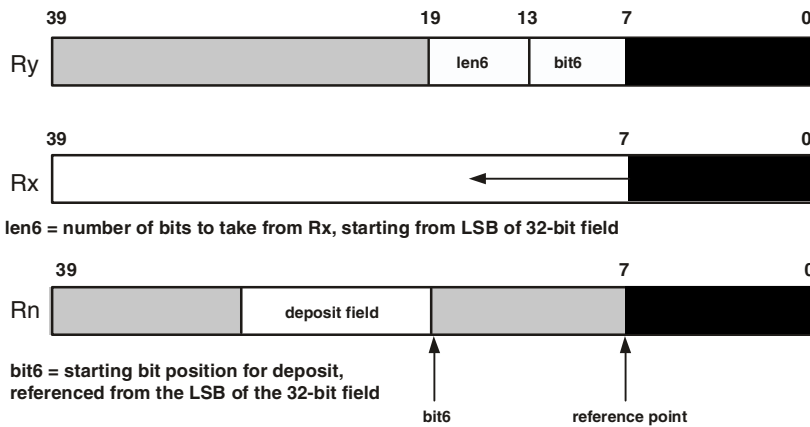 39 19 13 7 0
Ry len6 bit6
39 7 0
Rx
len6 = number of bits to take from Rx, starting from LSB of 32-bit field
39 7 0
Rn deposit field
bit6 = starting bit position for deposit,
referenced from the LSB of the 32-bit field
bit6 reference point